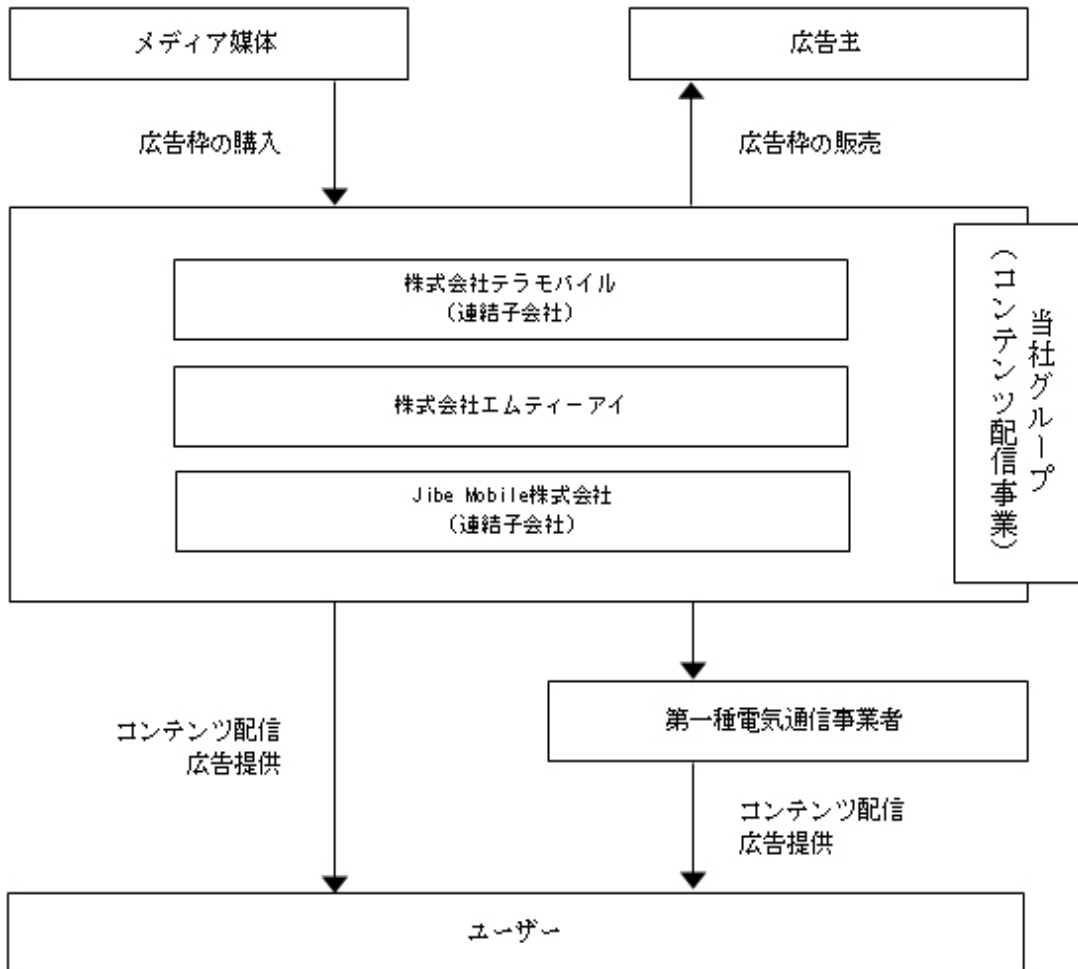 メディア媒体
広告主
広告枠の購入
広告枠の販売
株式会社テラモバイル
（連結子会社）
株式会社エムティーアイ
Jibe Mobile株式会社
（連結子会社）
当社グループ
（コンテンツ配信事業）
第一種電気通信事業者
コンテンツ配信
広告提供
コンテンツ配信
広告提供
ユーザー